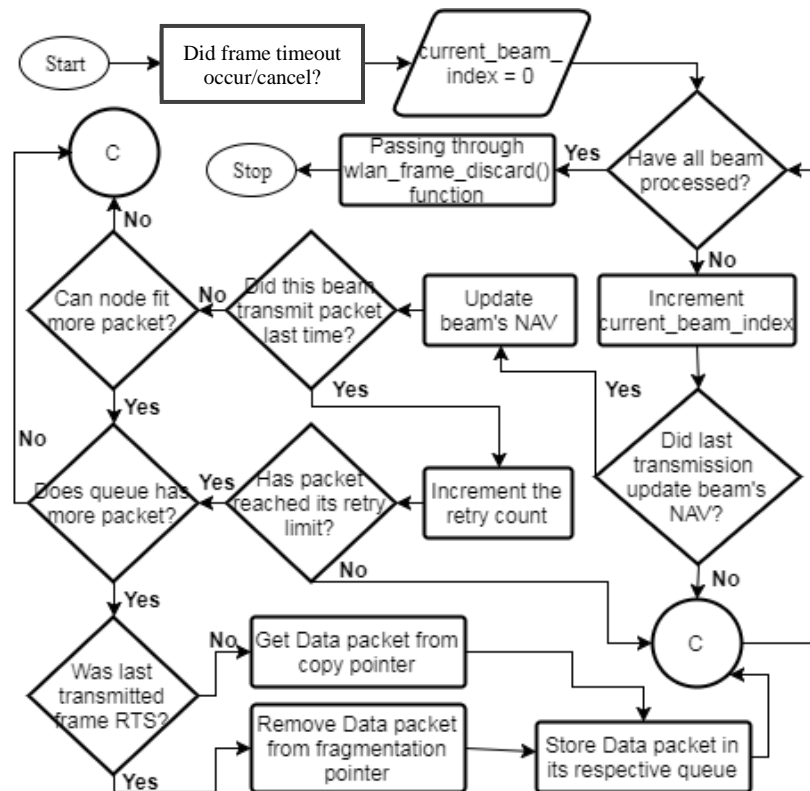 Start
Did frame timeout
occur/cancel?
current_beam_
index = 0
C
Stop
Passing through
wlan_frame_discard()
function
Yes
Have all beam
processed?
No
No
Can node fit
more packet?
No
Did this beam
transmit packet
last time?
Update
beam's NAV
Increment
current_beam_index
Yes
Yes
Yes
No
Does queue has
more packet?
Yes
Has packet
reached its retry
limit?
Increment the
retry count
Did last
transmission
update beam's
NAV?
No
No
Yes
C
Was last
transmitted
frame RTS?
No
Get Data packet from
copy pointer
Remove Data packet
from fragmentation
pointer
Store Data packet in
its respective queue
Yes